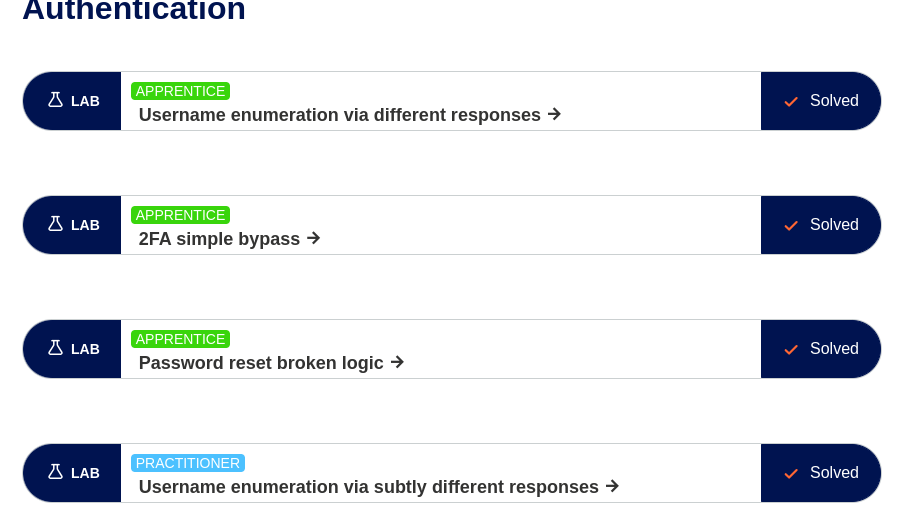 Authentication
LAB
APPRENTICE
Username enumeration via different responses →
Solved
LAB
APPRENTICE
2FA simple bypass →
Solved
LAB
APPRENTICE
Password reset broken logic →
Solved
LAB
PRACTITIONER
Username enumeration via subtly different responses →
Solved